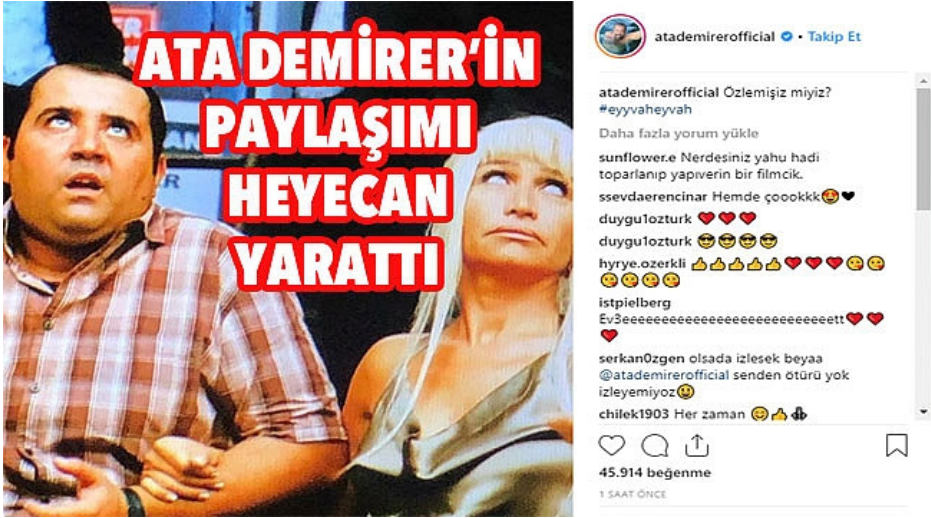 ATA DEMİRER'İN
PAYLAŞIMI
HEYECAN
YARATTI
atademirerofficial • Takip Et
atademirerofficial Özlemişiz miyiz?
#eyyvaheyvah
Daha fazla yorum yükle
sunflower.e Nerdesiniz yahu hadi
toparlanıp yapıverin bir filmcik.
ssevdaerencinar Hemde çoookkk😍🖤
duygu1ozturk ❤❤❤
duygu1ozturk 😎😎😎😎
hyrye.ozerkli 👍👍👍👍👍❤❤❤😘😘
😘😘😘😘
istpielberg
Ev3eeeeeeeeeeeeeeeeeeeeeeeeeett❤❤
❤
serkan0zgen olsada izlesek beyaa
@atademirerofficial senden ötürü yok
izleyemiyoz😃
chilek1903 Her zaman
45.914 beğenme
1 SAAT ÖNCE